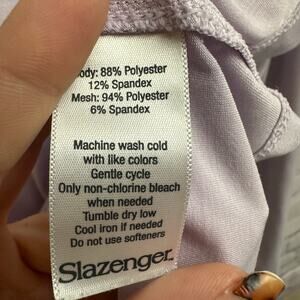 ody: 88% Polyester
12% Spandex
Mesh: 94% Polyester
6% Spandex
Machine wash cold
with like colors
Gentle cycle
Only non-chlorine bleach
when needed
Tumble dry low
Cool iron if needed
Do not use softeners
Slazenger